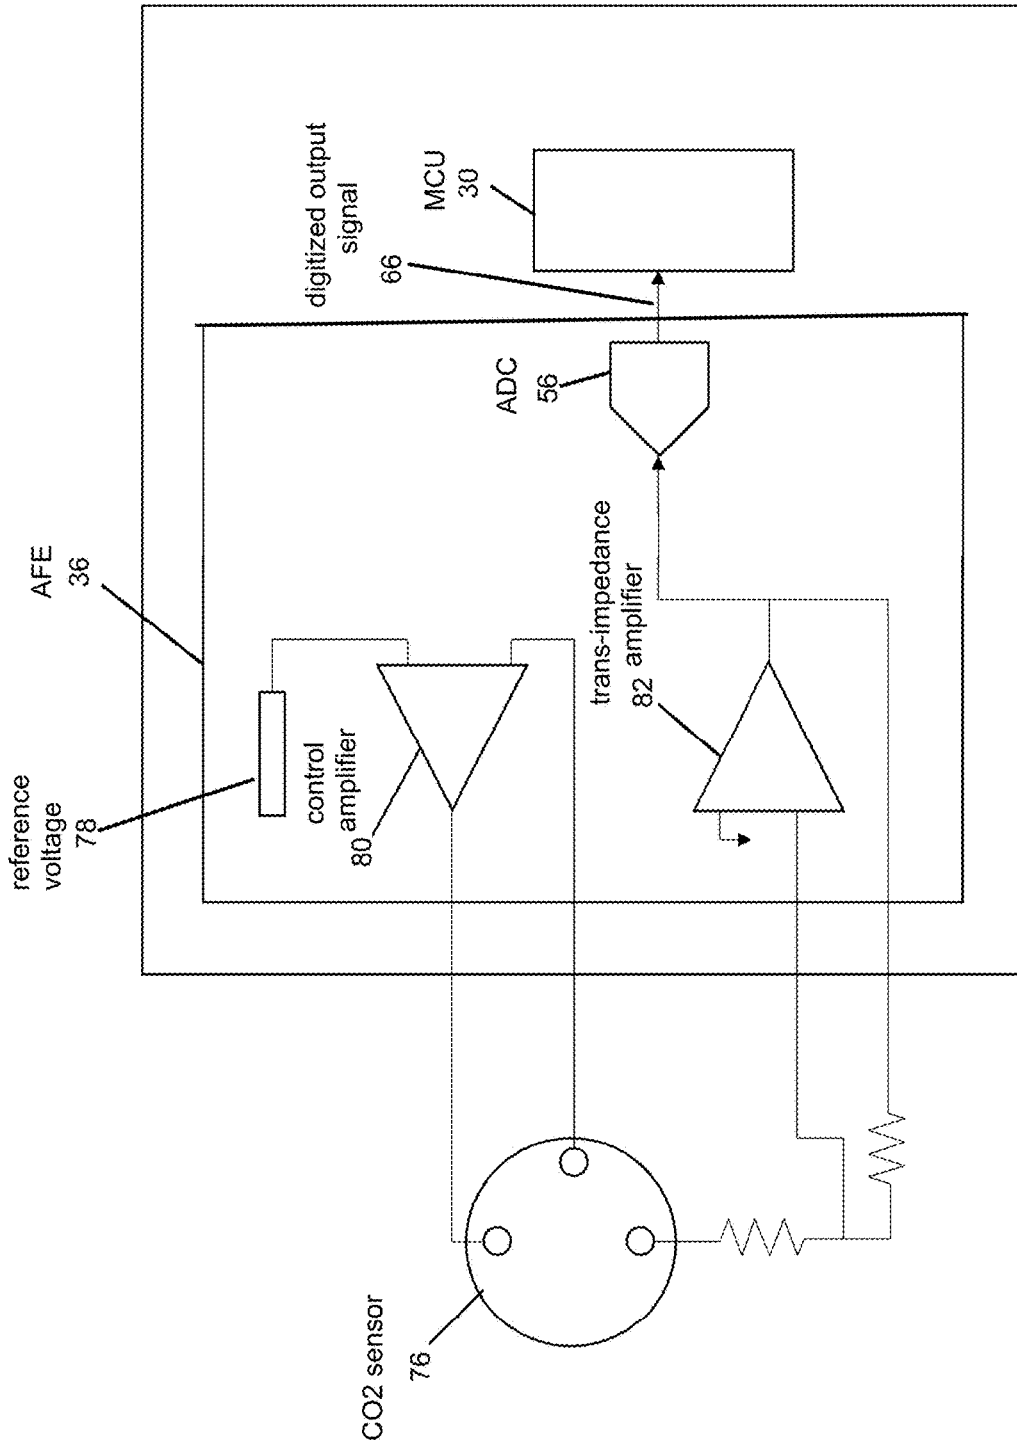 reference
voltage
78
AFE
36
digitized output
signal
66
MCU
30
ADC
56
control
amplifier
80
trans-impedance
amplifier
82
CO2 sensor
76